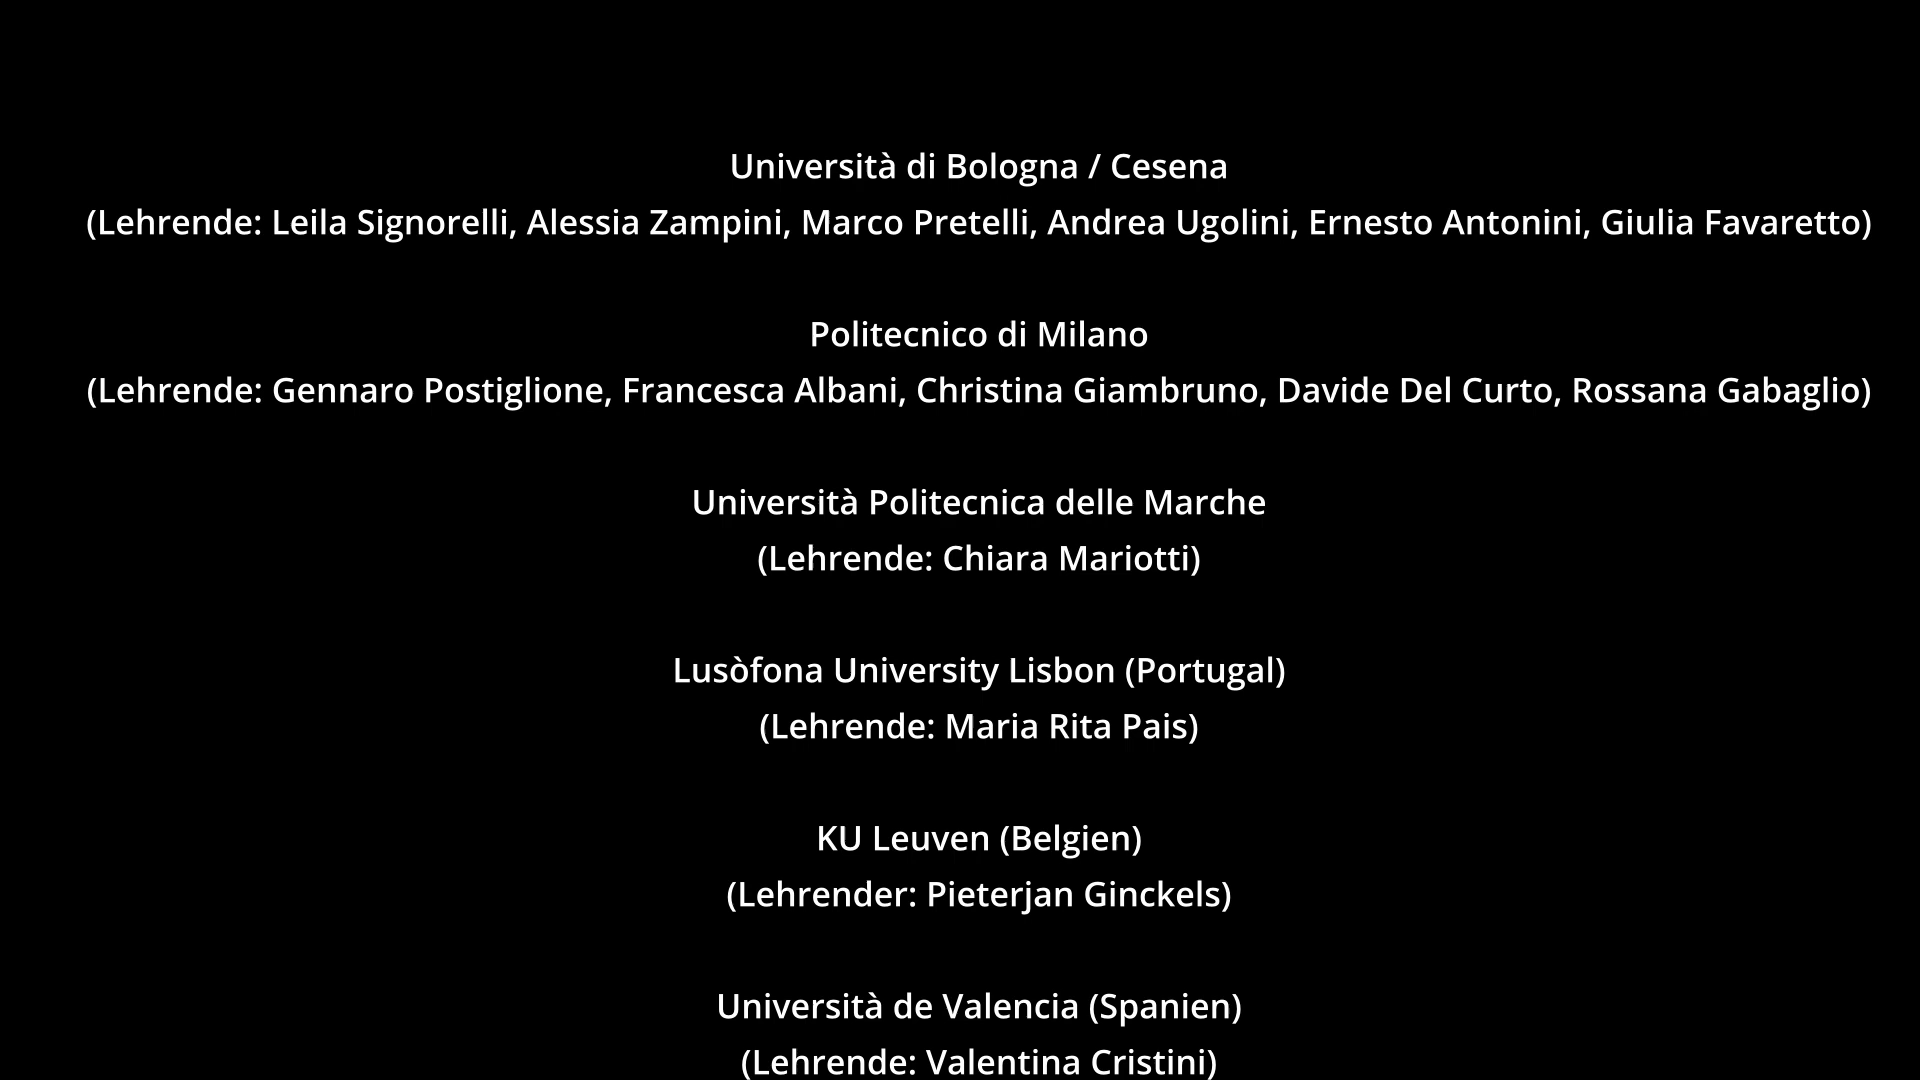 Università di Bologna / Cesena
(Lehrende: Leila Signorelli, Alessia Zampini, Marco Pretelli, Andrea Ugolini, Ernesto Antonini, Giulia Favaretto)
Politecnico di Milano
(Lehrende: Gennaro Postiglione, Francesca Albani, Christina Giambruno, Davide Del Curto, Rossana Gabaglio)
Università Politecnica delle Marche
(Lehrende: Chiara Mariotti)
Lusòfona University Lisbon (Portugal)
(Lehrende: Maria Rita Pais)
KU Leuven (Belgien)
(Lehrender: Pieterjan Ginckels)
Università de Valencia (Spanien)
(Lehrende: Valentina Cristini)